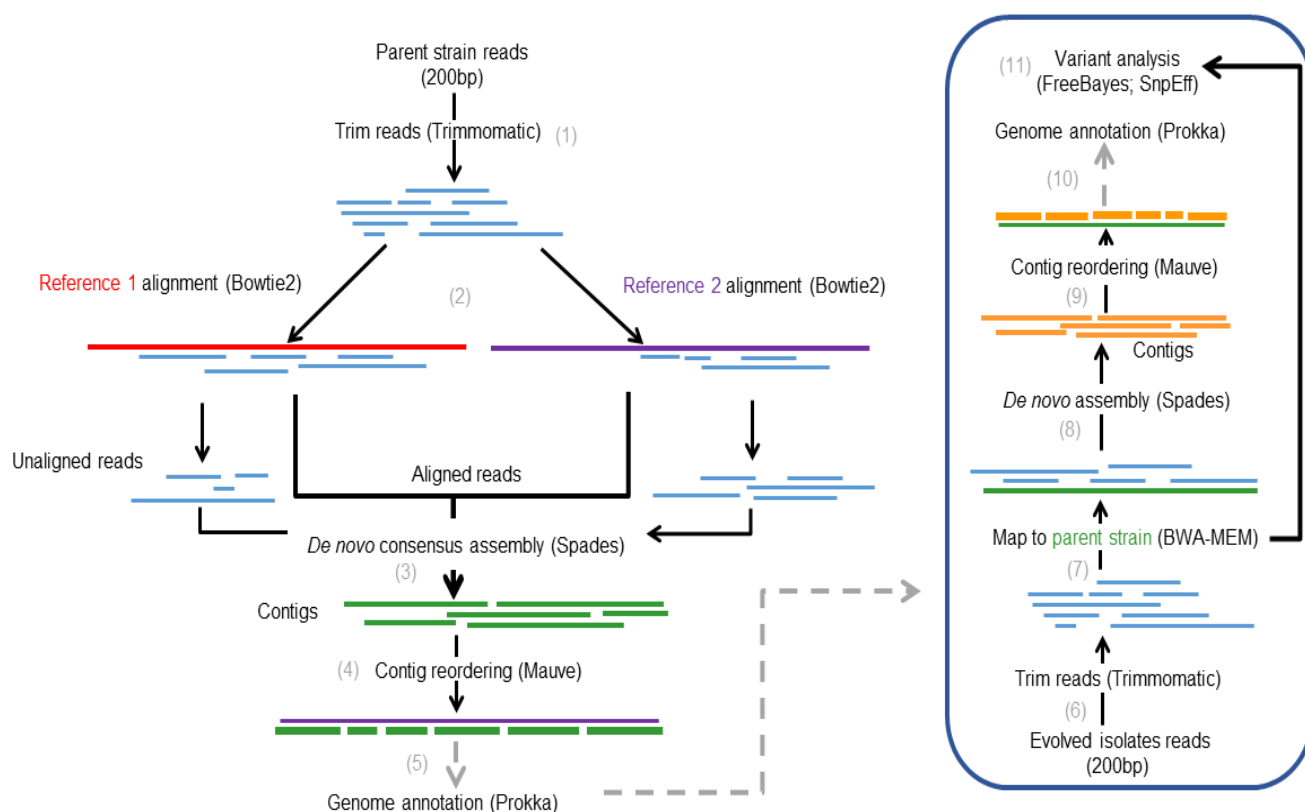 Parent strain reads
(200bp)
Trim reads (Trimmomatic) (1)
Reference 1 alignment (Bowtie2)
(2)
Reference 2 alignment (Bowtie2)
Unaligned reads
Aligned reads
De novo consensus assembly (Spades)
(3)
Contigs
(4) Contig reordering (Mauve)
(5)
Genome annotation (Prokka)
(11) Variant analysis
(FreeBayes; SnpEff)
Genome annotation (Prokka)
(10)
Contig reordering (Mauve)
(9)
Contigs
De novo assembly (Spades)
(8)
Map to parent strain (BWA-MEM)
(7)
Trim reads (Trimmomatic)
(6)
Evolved isolates reads
(200bp)